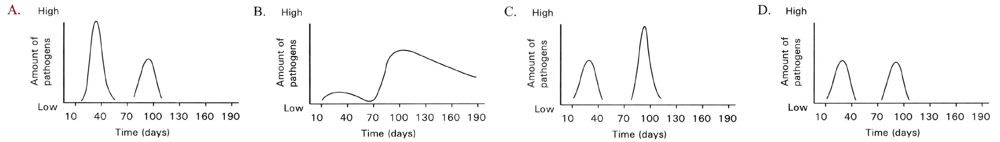 A.
High
Amount of
pathogens
Low
10 40 70 100 130 160 190
Time (days)
B.
High
Amount of
pathogens
Low
10 40 70 100 130 160 190
Time (days)
C.
High
Amount of
pathogens
Low
10 40 70 100 130 160 190
Time (days)
D.
High
Amount of
pathogens
Low
10 40 70 100 130 160 190
Time (days)